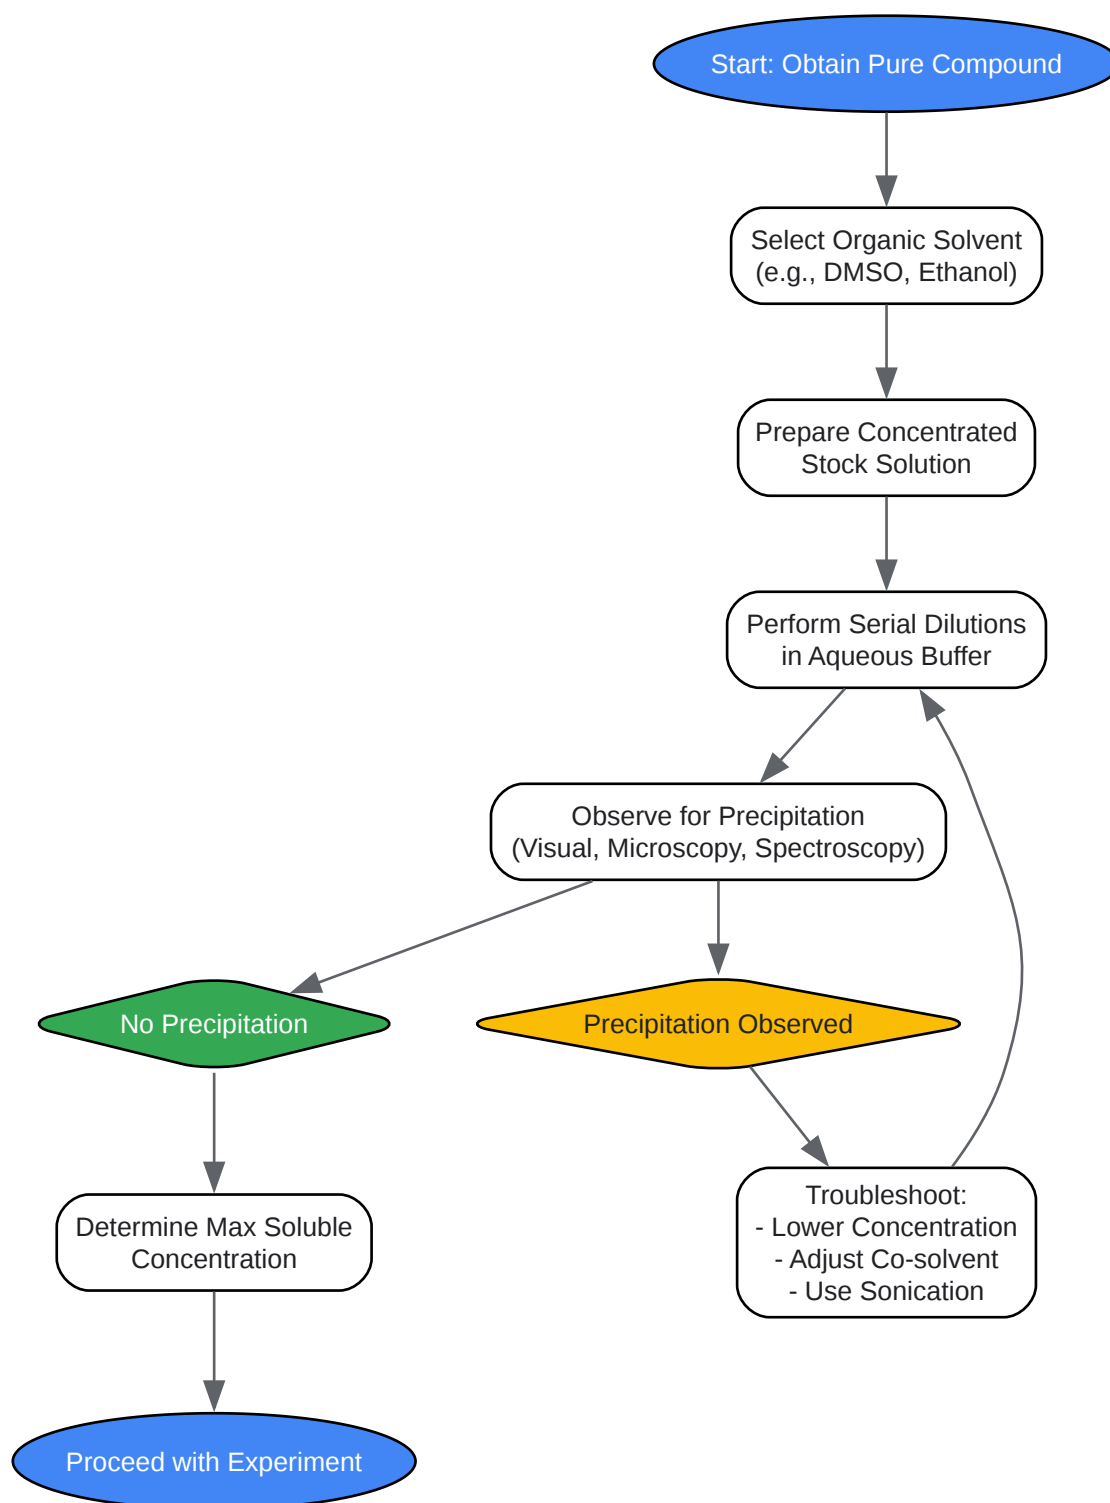 Start: Obtain Pure Compound
Select Organic Solvent
(e.g., DMSO, Ethanol)
Prepare Concentrated
Stock Solution
Perform Serial Dilutions
in Aqueous Buffer
Observe for Precipitation
(Visual, Microscopy, Spectroscopy)
No Precipitation
Precipitation Observed
Troubleshoot:
- Lower Concentration
- Adjust Co-solvent
- Use Sonication
Determine Max Soluble
Concentration
Proceed with Experiment